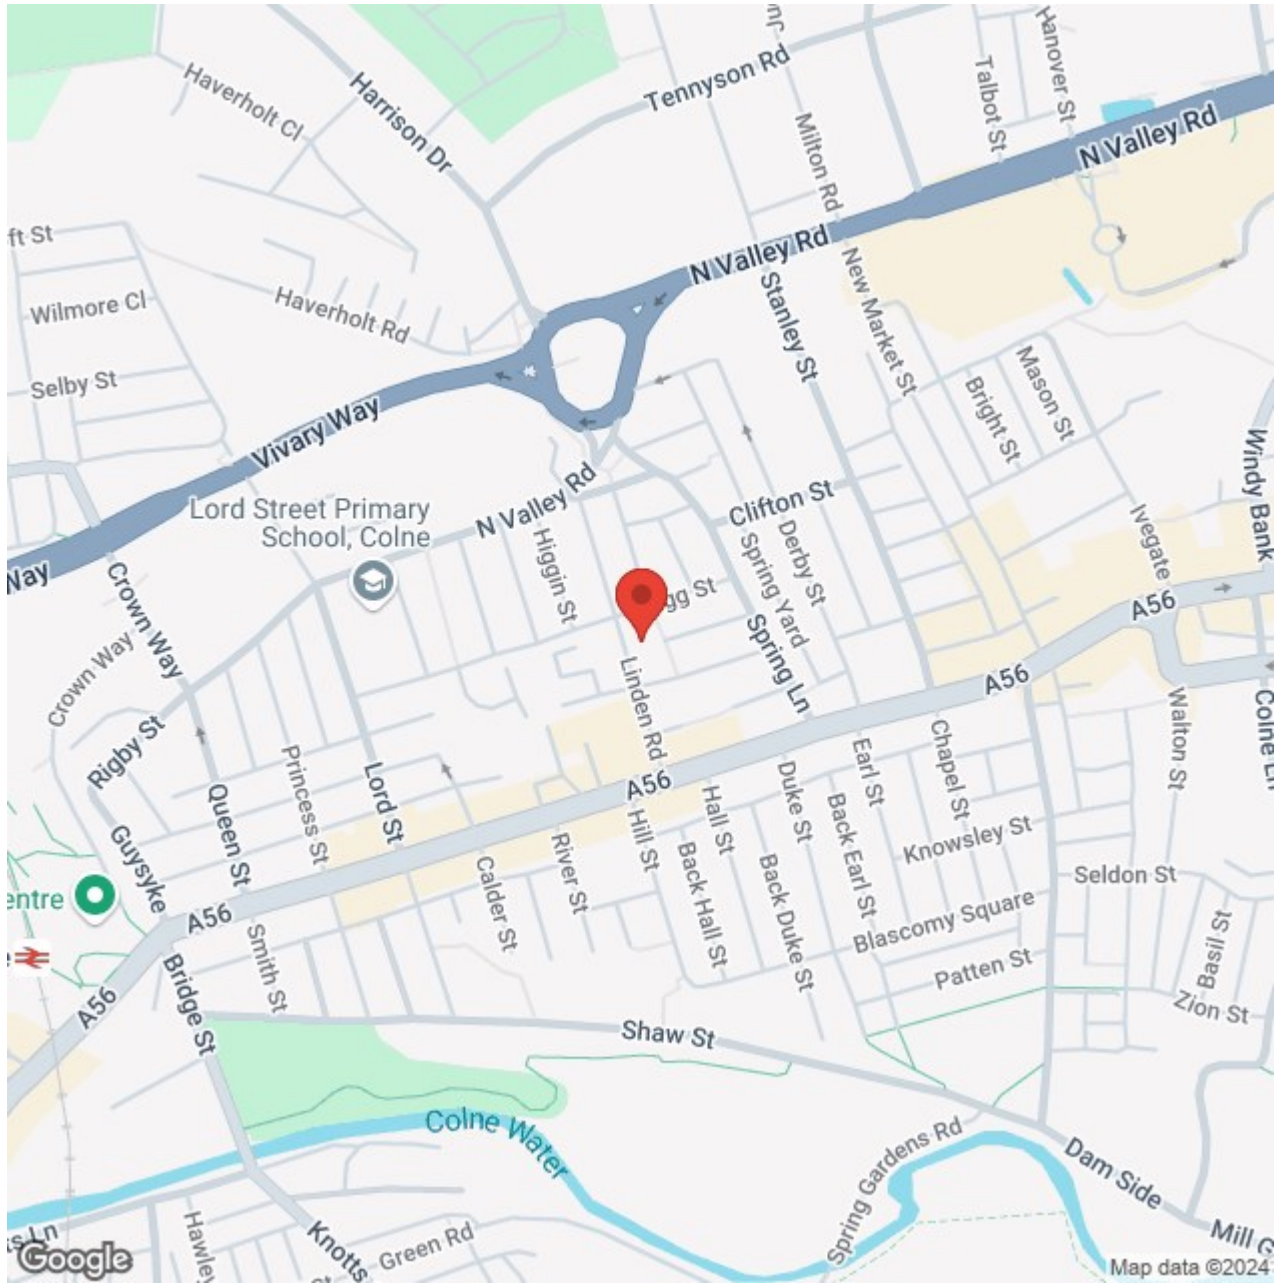 Haverholt Cl
Harrison Dr
Tennyson Rd
Milton Rd
Talbot St
Hanover St
N Valley Rd
ft St
Wilmore Cl
Selby St
Haverholt Rd
N Valley Rd
Stanley St
New Market St
Mason St
Bright St
Vivary Way
Windy Bank
Lord Street Primary
School, Colne
N Valley Rd
Clifton St
Ivegate
Way
Crown Way
Higgin St
Derby St
Spring Yard
gg St
Spring Ln
A56
Crown Way
Linden Rd
A56
Rigby St
Princess St
Lord St
A56
Earl St
Chapel St
Walton St
Colne Ln
Queen St
Guysyke
Hill St
Hall St
Duke St
Back Earl St
Knowsley St
River St
Calder St
Back Hall St
Back Duke St
Seldon St
entre
A56
Smith St
Blascomy Square
Patten St
Basil St
Zion St
e
A56
Bridge St
Shaw St
Colne Water
Spring Gardens Rd
Dam Side
Mill G
ts Ln
Hawley
Knotts
Green Rd
St
Google
Map data ©2024